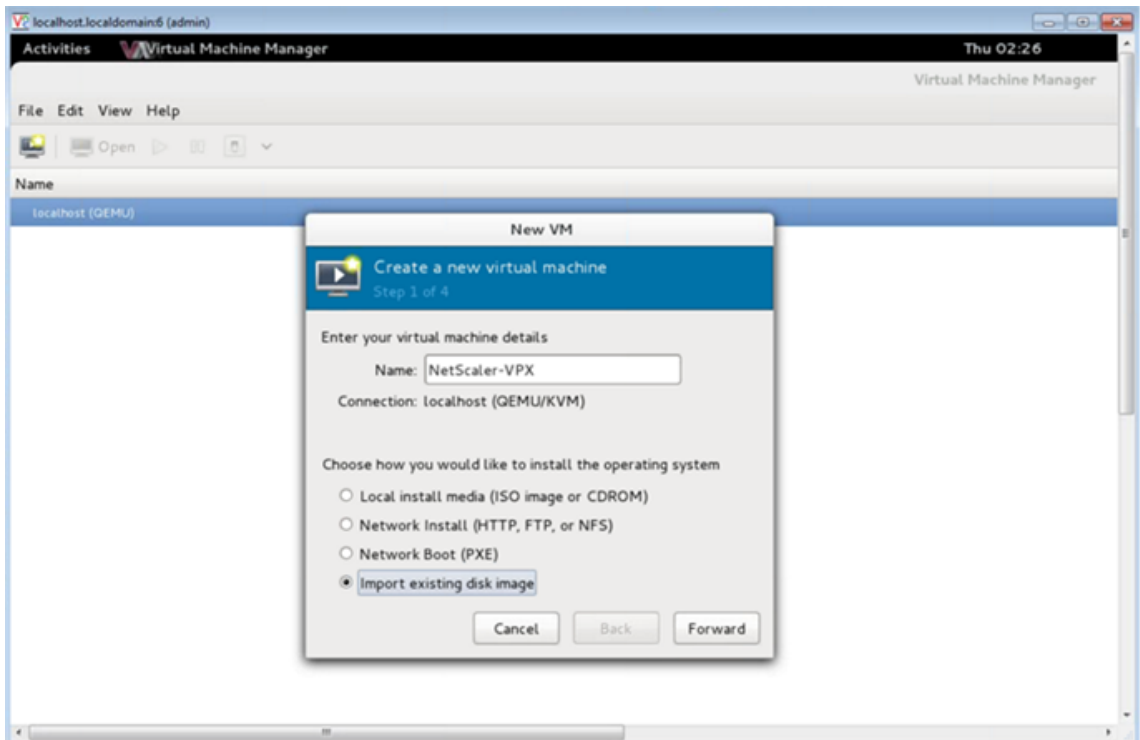 localhost.localdomain:6 (admin)
Activities Virtual Machine Manager Thu 02:26
Virtual Machine Manager
File Edit View Help
Open
Name
localhost (QEMU)
New VM
Create a new virtual machine
Step 1 of 4
Enter your virtual machine details
Name: NetScaler-VPX
Connection: localhost (QEMU/KVM)
Choose how you would like to install the operating system
Local install media (ISO image or CDROM)
Network Install (HTTP, FTP, or NFS)
Network Boot (PXE)
Import existing disk image
Cancel Back Forward